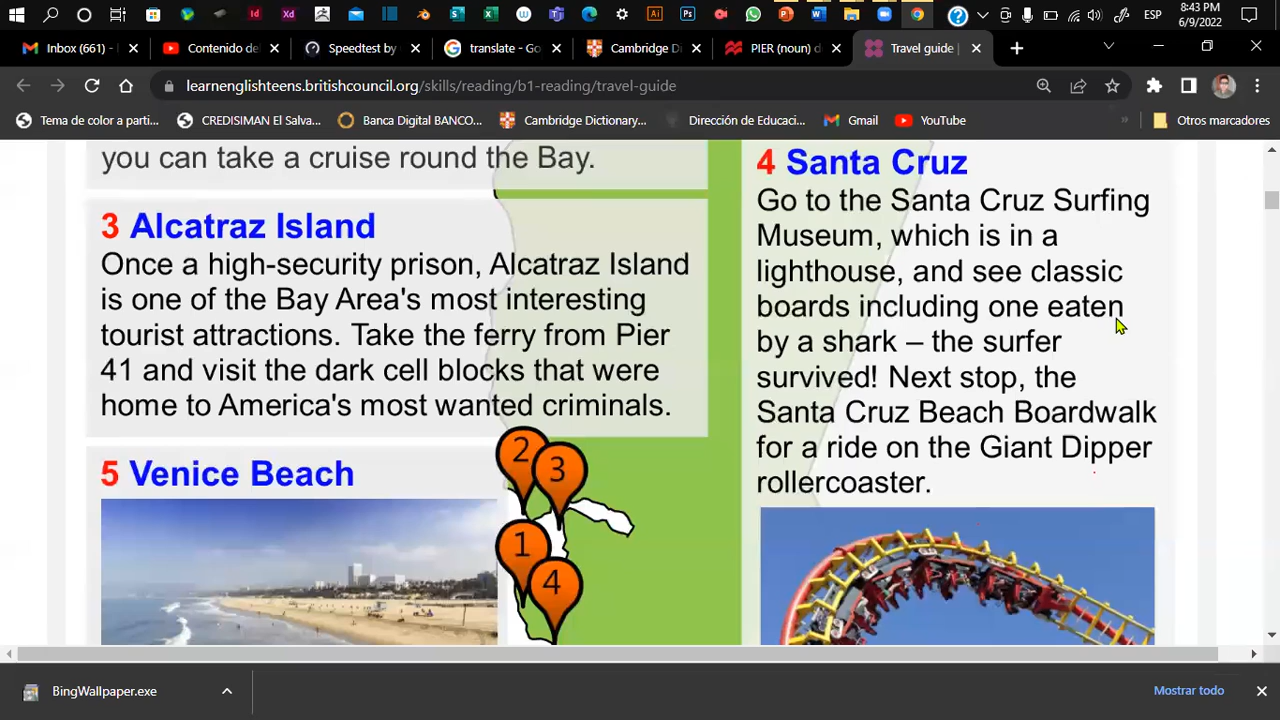 8:43 PM
ESP
6/9/2022
Inbox (661) -
Contenido de
Speedtest by
translate - Go
Cambridge D
PIER (noun) d
Travel guide |
learnenglishteens.britishcouncil.org/skills/reading/b1-reading/travel-guide
Tema de color a parti...
CREDISIMAN El Salva...
Banca Digital BANCO...
Cambridge Dictionary...
Dirección de Educaci...
Gmail
YouTube
»
Otros marcadores
you can take a cruise round the Bay.
3 Alcatraz Island
Once a high-security prison, Alcatraz Island
is one of the Bay Area's most interesting
tourist attractions. Take the ferry from Pier
41 and visit the dark cell blocks that were
home to America's most wanted criminals.
5 Venice Beach
2
3
1
4
4 Santa Cruz
Go to the Santa Cruz Surfing
Museum, which is in a
lighthouse, and see classic
boards including one eaten
by a shark – the surfer
survived! Next stop, the
Santa Cruz Beach Boardwalk
for a ride on the Giant Dipper
rollercoaster.
BingWallpaper.exe
Mostrar todo